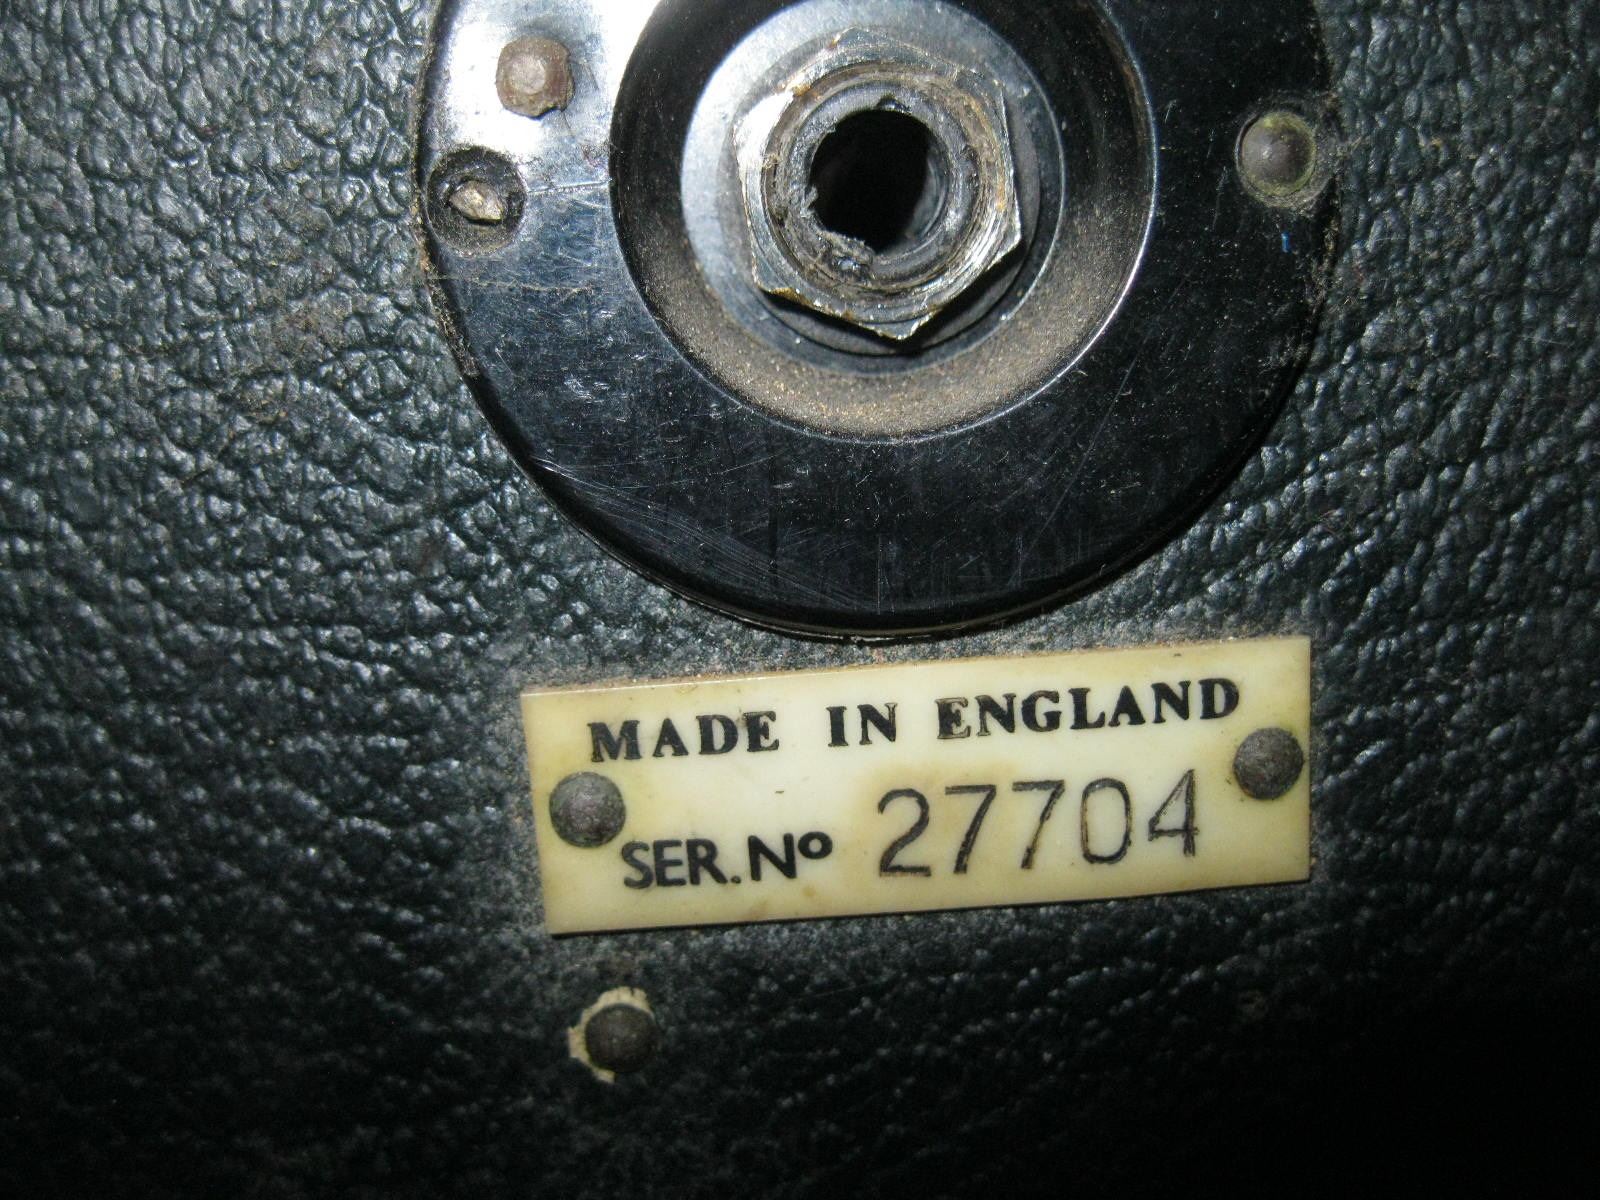 MADE IN ENGLAND
SER. Nº 27704